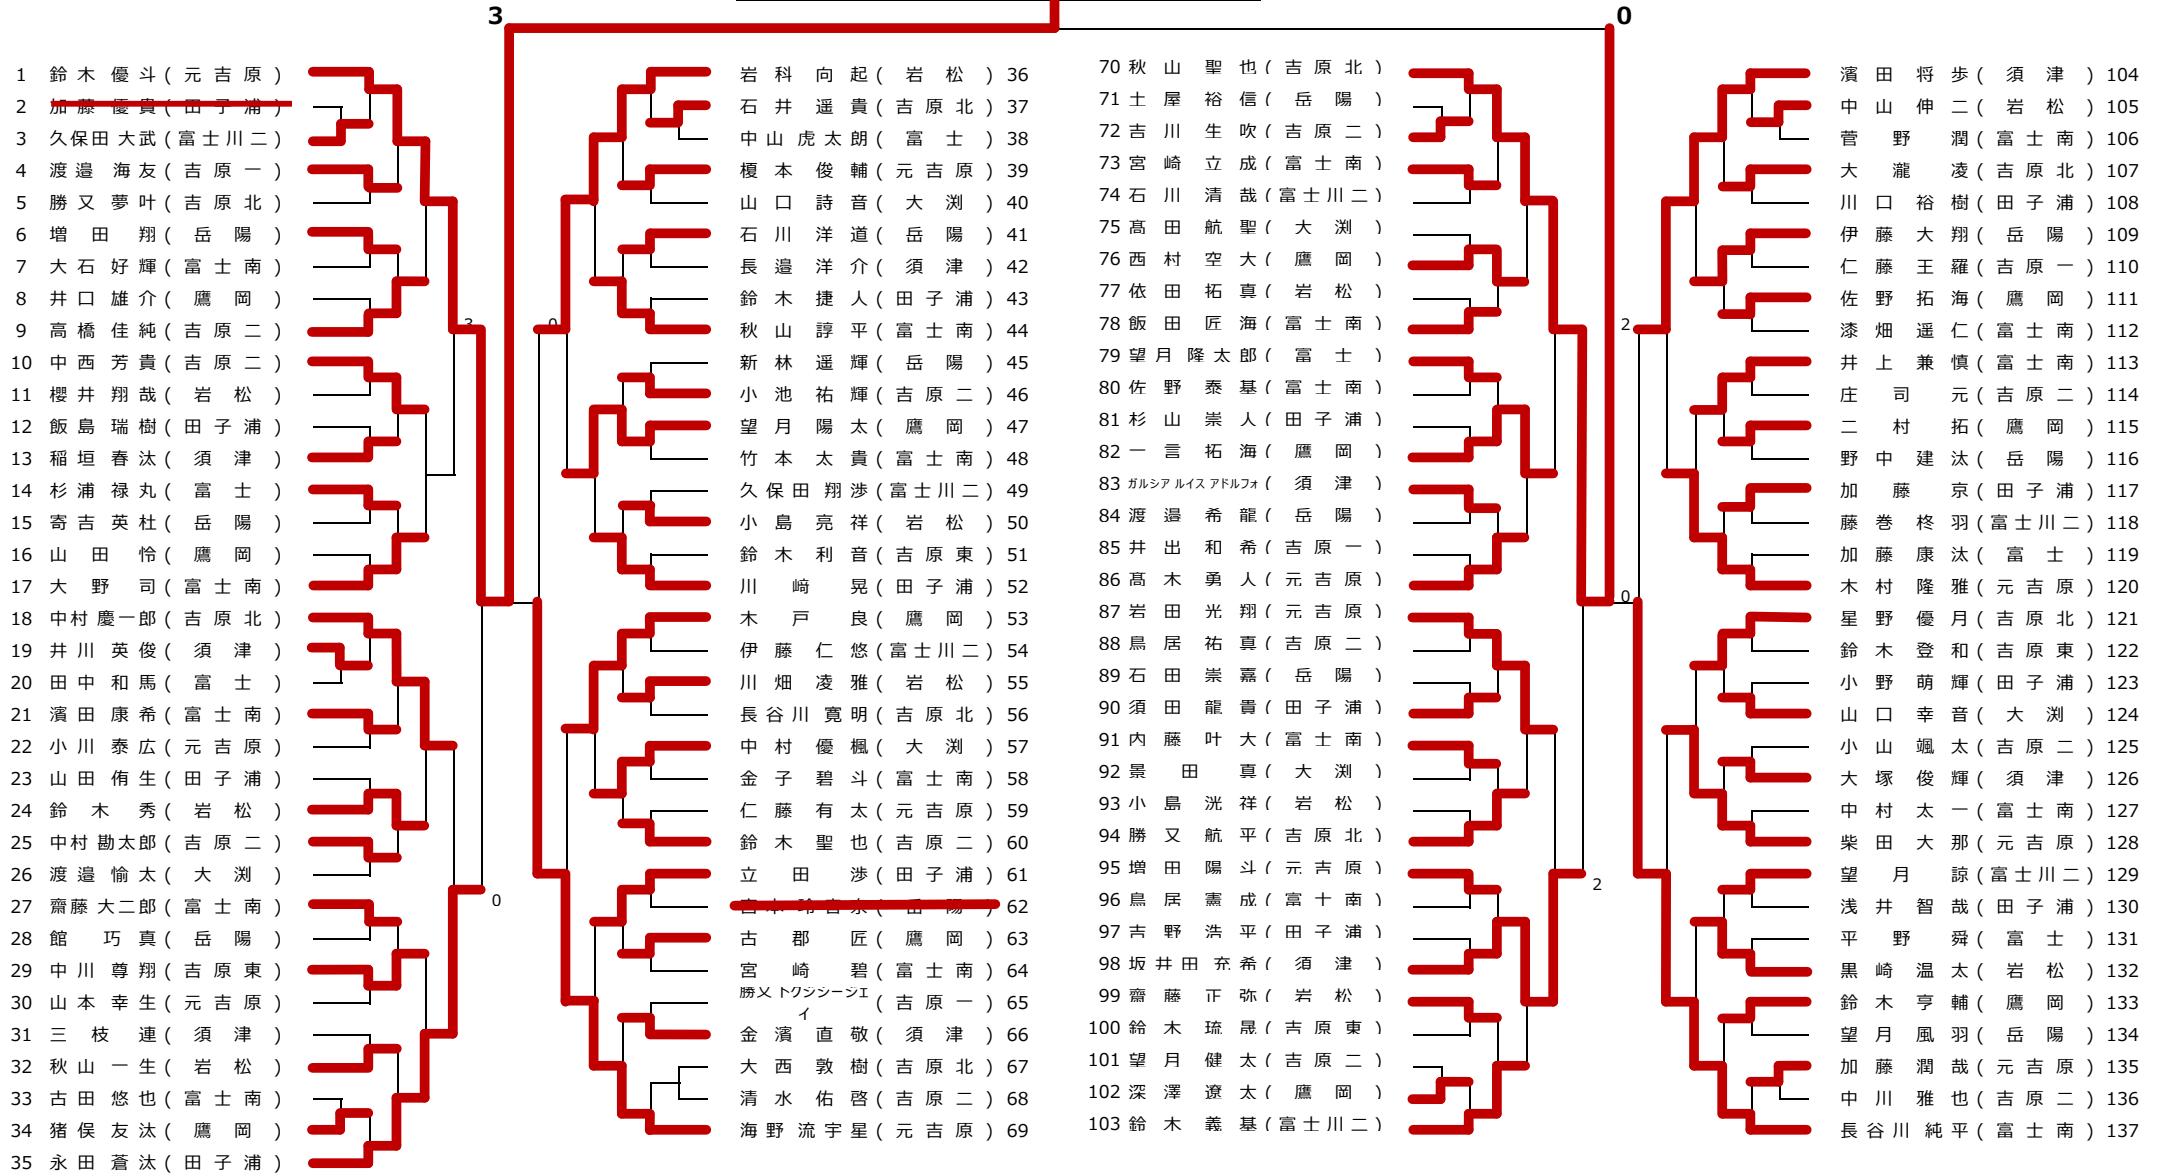 3
0
1 鈴木優斗(元吉原)
2 加藤優貴(田子浦)
3 久保田大武(富士川二)
4 渡邉海友(吉原一)
5 勝又夢叶(吉原北)
6 増田翔(岳陽)
7 大石好輝(富士南)
8 井口雄介(鷹岡)
9 高橋佳純(吉原二)
10 中西芳貴(吉原二)
11 櫻井翔哉(岩松)
12 飯島瑞樹(田子浦)
13 稲垣春汰(須津)
14 杉浦禄丸(富士)
15 寄吉英杜(岳陽)
16 山田怜(鷹岡)
17 大野司(富士南)
18 中村慶一郎(吉原北)
19 井川英俊(須津)
20 田中和馬(富士)
21 濱田康希(富士南)
22 小川泰広(元吉原)
23 山田侑生(田子浦)
24 鈴木秀(岩松)
25 中村勘太郎(吉原二)
26 渡邉愉太(大渕)
27 齋藤大二郎(富士南)
28 館巧真(岳陽)
29 中川尊翔(吉原東)
30 山本幸生(元吉原)
31 三枝連(須津)
32 秋山一生(岩松)
33 古田悠也(富士南)
34 猪俣友汰(鷹岡)
35 永田蒼汰(田子浦)
3
0
0
岩科向起(岩松) 36
石井遥貴(吉原北) 37
中山虎太朗(富士) 38
榎本俊輔(元吉原) 39
山口詩音(大渕) 40
石川洋道(岳陽) 41
長邉洋介(須津) 42
鈴木捷人(田子浦) 43
秋山諄平(富士南) 44
新林遥輝(岳陽) 45
小池祐輝(吉原二) 46
望月陽太(鷹岡) 47
竹本太貴(富士南) 48
久保田翔渉(富士川二) 49
小島亮祥(岩松) 50
鈴木利音(吉原東) 51
川﨑晃(田子浦) 52
木戸良(鷹岡) 53
伊藤仁悠(富士川二) 54
川畑凌雅(岩松) 55
長谷川寛明(吉原北) 56
中村優楓(大渕) 57
金子碧斗(富士南) 58
仁藤有太(元吉原) 59
鈴木聖也(吉原二) 60
立田渉(田子浦) 61
(岳陽) 62
古郡匠(鷹岡) 63
宮崎碧(富士南) 64
勝又トクジシージェイ(吉原一) 65
金濱直敬(須津) 66
大西敦樹(吉原北) 67
清水佑啓(吉原二) 68
海野流宇星(元吉原) 69
70 秋山聖也(吉原北)
71 土屋裕信(岳陽)
72 吉川生吹(吉原二)
73 宮崎立成(富士南)
74 石川清哉(富士川二)
75 髙田航聖(大渕)
76 西村空大(鷹岡)
77 依田拓真(岩松)
78 飯田匠海(富士南)
79 望月隆太郎(富士)
80 佐野泰基(富士南)
81 杉山崇人(田子浦)
82 一言拓海(鷹岡)
83 ガルシア ルイス アドルフォ(須津)
84 渡邉希龍(岳陽)
85 井出和希(吉原一)
86 髙木勇人(元吉原)
87 岩田光翔(元吉原)
88 鳥居祐真(吉原二)
89 石田崇嘉(岳陽)
90 須田龍貴(田子浦)
91 内藤叶大(富士南)
92 景田真(大渕)
93 小島洸祥(岩松)
94 勝又航平(吉原北)
95 増田陽斗(元吉原)
96 鳥居憲成(富士南)
97 吉野浩平(田子浦)
98 坂井田充希(須津)
99 齋藤正弥(岩松)
100 鈴木琉晟(吉原東)
101 望月健太(吉原二)
102 深澤遼太(鷹岡)
103 鈴木義基(富士川二)
2
0
2
濱田将歩(須津) 104
中山伸二(岩松) 105
菅野潤(富士南) 106
大瀧凌(吉原北) 107
川口裕樹(田子浦) 108
伊藤大翔(岳陽) 109
仁藤王羅(吉原一) 110
佐野拓海(鷹岡) 111
漆畑遥仁(富士南) 112
井上兼慎(富士南) 113
庄司元(吉原二) 114
二村拓(鷹岡) 115
野中建汰(岳陽) 116
加藤京(田子浦) 117
藤巻柊羽(富士川二) 118
加藤康汰(富士) 119
木村隆雅(元吉原) 120
星野優月(吉原北) 121
鈴木登和(吉原東) 122
小野萌輝(田子浦) 123
山口幸音(大渕) 124
小山颯太(吉原二) 125
大塚俊輝(須津) 126
中村太一(富士南) 127
柴田大那(元吉原) 128
望月諒(富士川二) 129
浅井智哉(田子浦) 130
平野舜(富士) 131
黒崎温太(岩松) 132
鈴木亨輔(鷹岡) 133
望月風羽(岳陽) 134
加藤潤哉(元吉原) 135
中川雅也(吉原二) 136
長谷川純平(富士南) 137